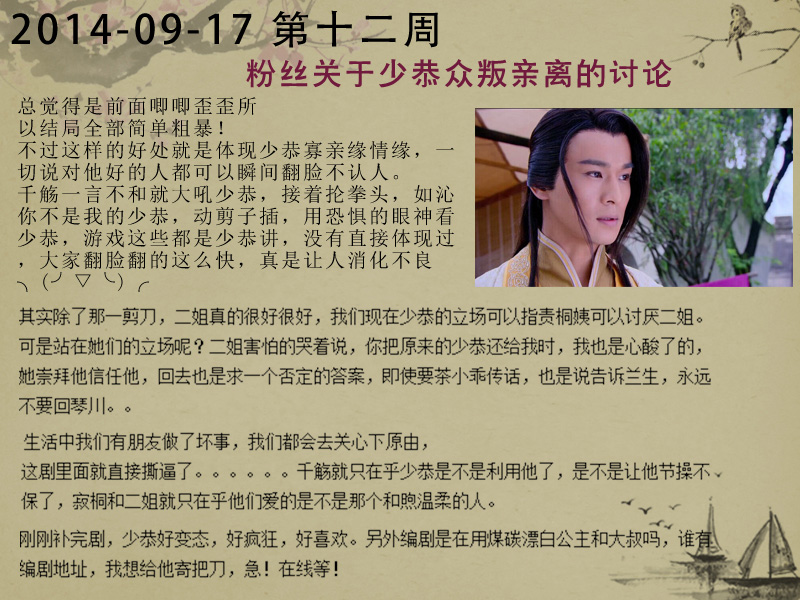 2014-09-17 第十二周
粉丝关于少恭众叛亲离的讨论
总觉得是前面唧唧歪歪所
以结局全部简单粗暴！
不过这样的好处就是体现少恭寡亲缘情缘，一
切说对他好的人都可以瞬间翻脸不认人。
千觞一言不和就大吼少恭，接着抡拳头，如沁
你不是我的少恭，动剪子插，用恐惧的眼神看
少恭，游戏这些都是少恭讲，没有直接体现过
，大家翻脸翻的这么快，真是让人消化不良
╮(╯▽╰)╭
其实除了那一剪刀，二姐真的很好很好，我们现在少恭的立场可以指责桐姨可以讨厌二姐。
可是站在她们的立场呢？二姐害怕的哭着说，你把原来的少恭还给我时，我也是心酸了的，
她崇拜他信任他，回去也是求一个否定的答案，即使要茶小乖传话，也是说告诉兰生，永远
不要回琴川。。
生活中我们有朋友做了坏事，我们都会去关心下原由，
这剧里面就直接撕逼了。。。。。。千觞就只在乎少恭是不是利用他了，是不是让他节操不
保了，寂桐和二姐就只在乎他们爱的是不是那个和煦温柔的人。
刚刚补完剧，少恭好变态，好疯狂，好喜欢。另外编剧是在用煤碳漂白公主和大叔吗，谁有
编剧地址，我想给他寄把刀，急！在线等！